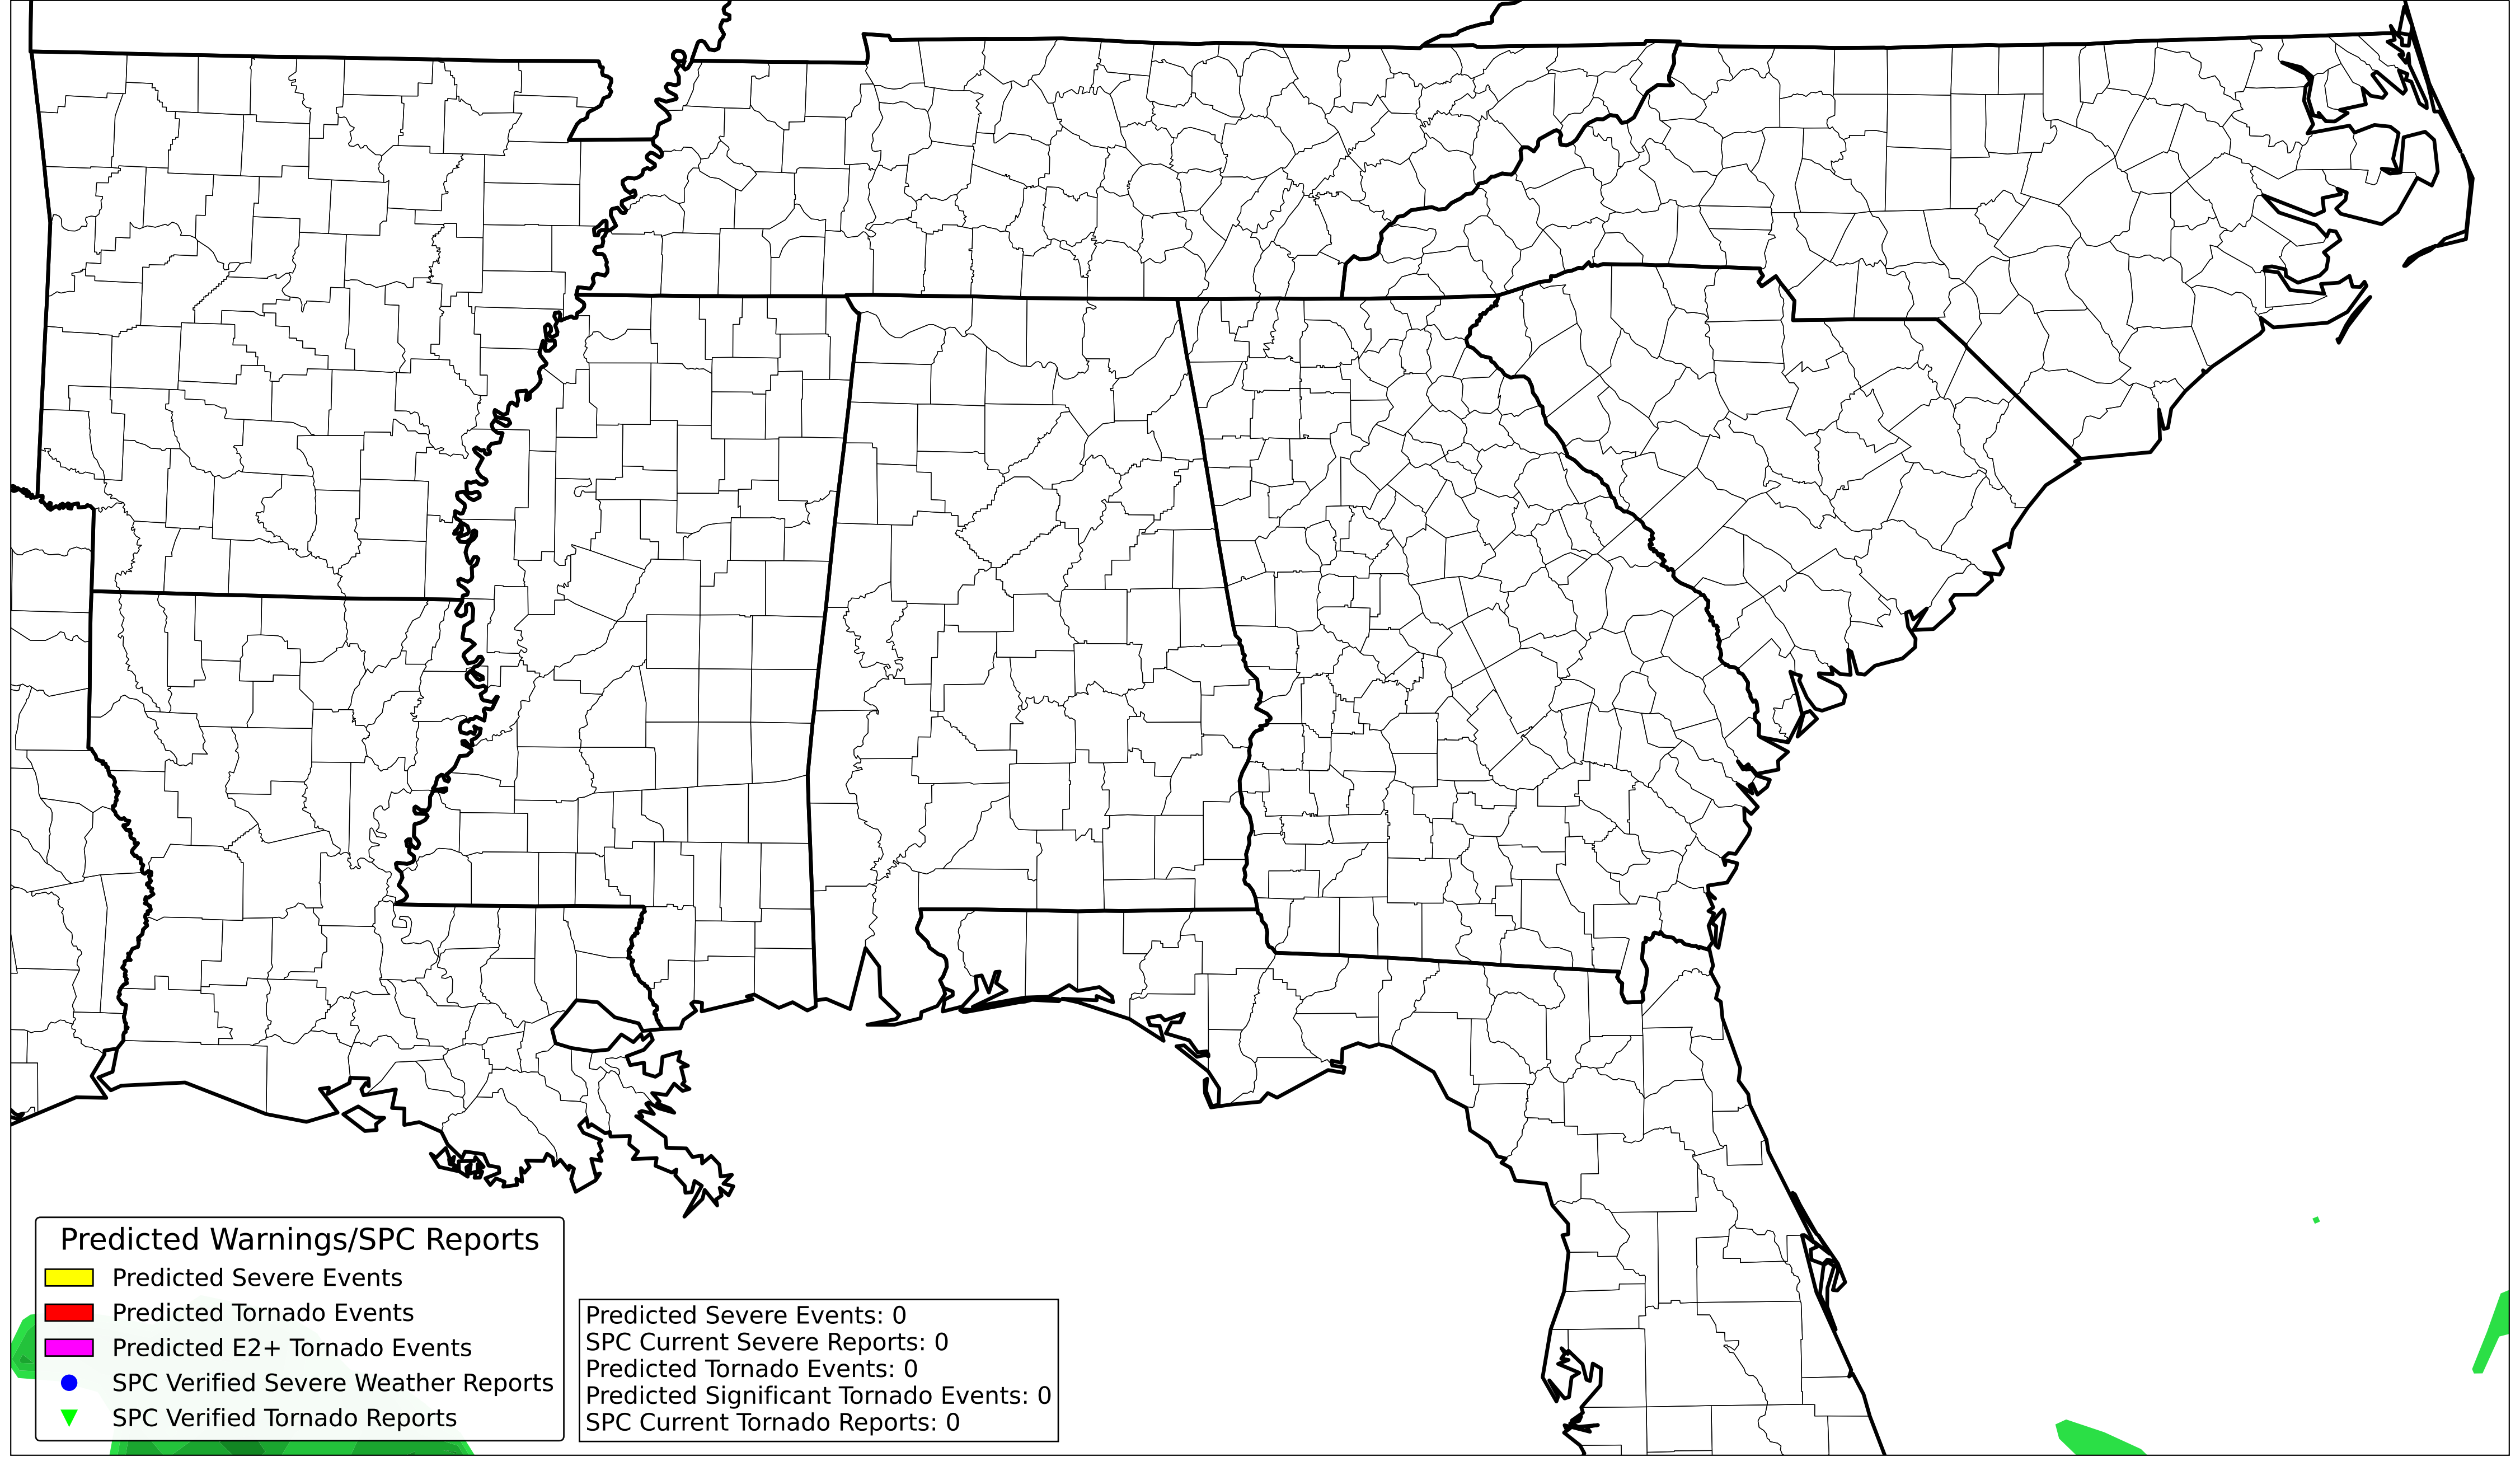 Predicted Warnings/SPC Reports
Predicted Severe Events
Predicted Tornado Events
Predicted E2+ Tornado Events
SPC Verified Severe Weather Reports
SPC Verified Tornado Reports
Predicted Severe Events: 0
SPC Current Severe Reports: 0
Predicted Tornado Events: 0
Predicted Significant Tornado Events: 0
SPC Current Tornado Reports: 0